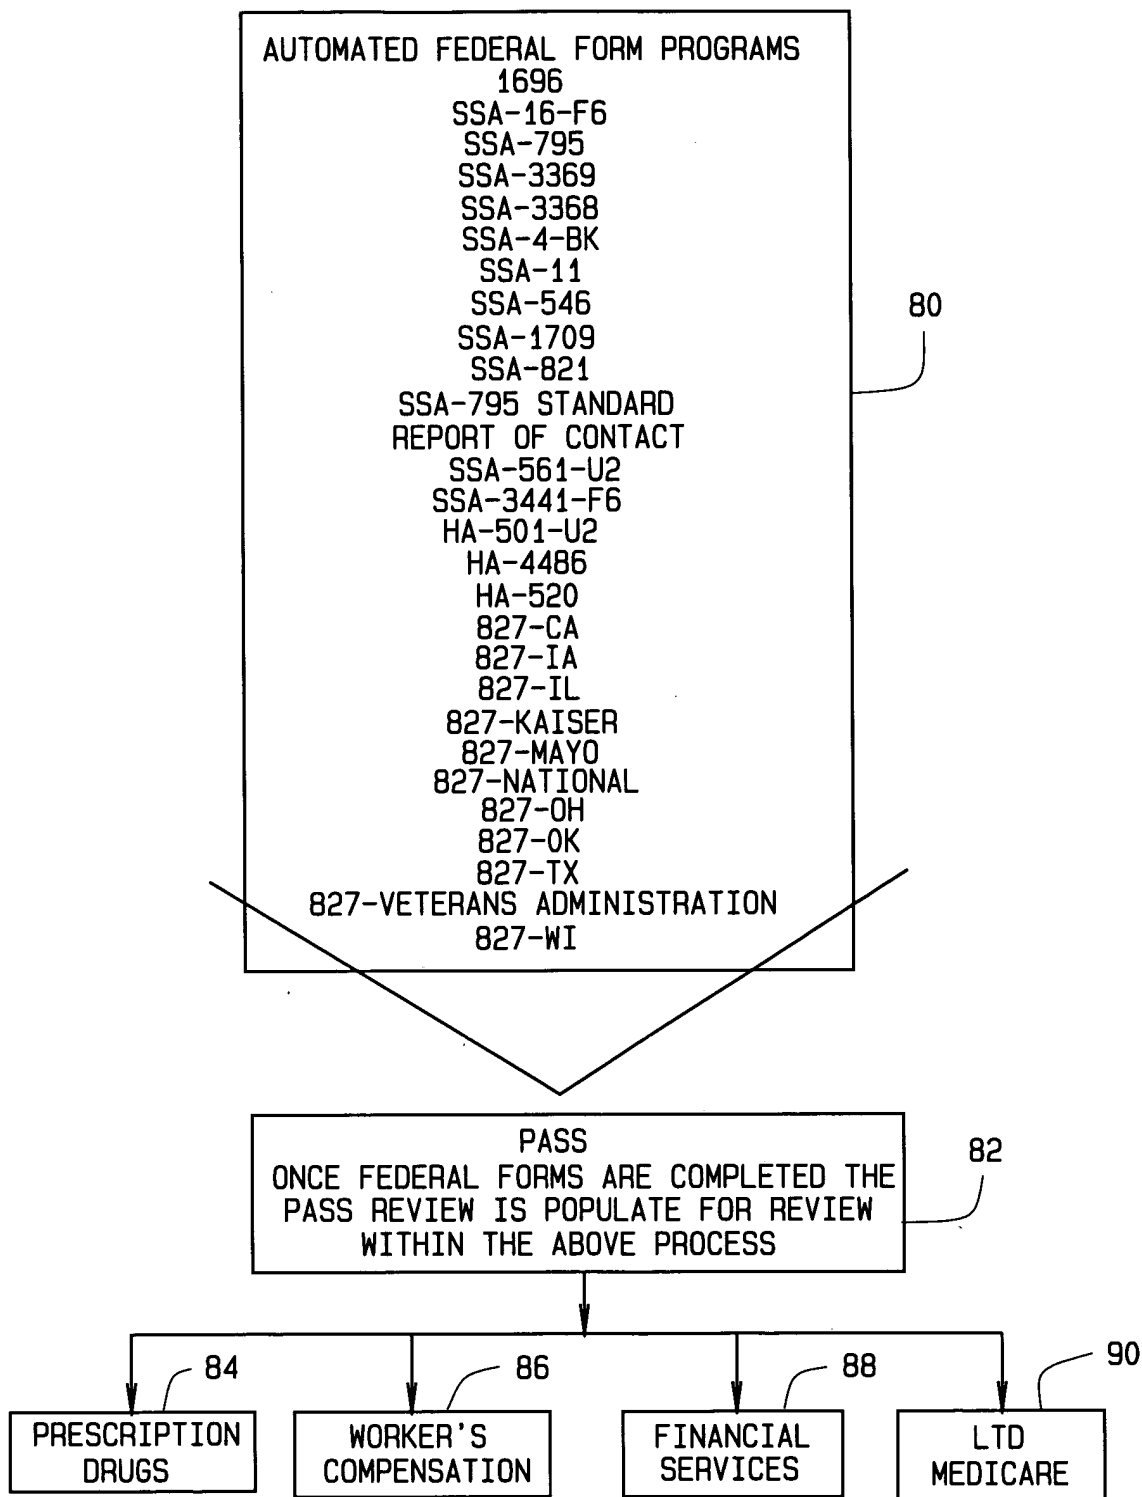 AUTOMATED FEDERAL FORM PROGRAMS
1696
SSA-16-F6
SSA-795
SSA-3369
SSA-3368
SSA-4-BK
SSA-11
SSA-546
SSA-1709
SSA-821
SSA-795 STANDARD
REPORT OF CONTACT
SSA-561-U2
SSA-3441-F6
HA-501-U2
HA-4486
HA-520
827-CA
827-IA
827-IL
827-KAISER
827-MAYO
827-NATIONAL
827-OH
827-OK
827-TX
827-VETERANS ADMINISTRATION
827-WI
80
PASS
ONCE FEDERAL FORMS ARE COMPLETED THE
PASS REVIEW IS POPULATE FOR REVIEW
WITHIN THE ABOVE PROCESS
82
84
PRESCRIPTION
DRUGS
86
WORKER'S
COMPENSATION
88
FINANCIAL
SERVICES
90
LTD
MEDICARE